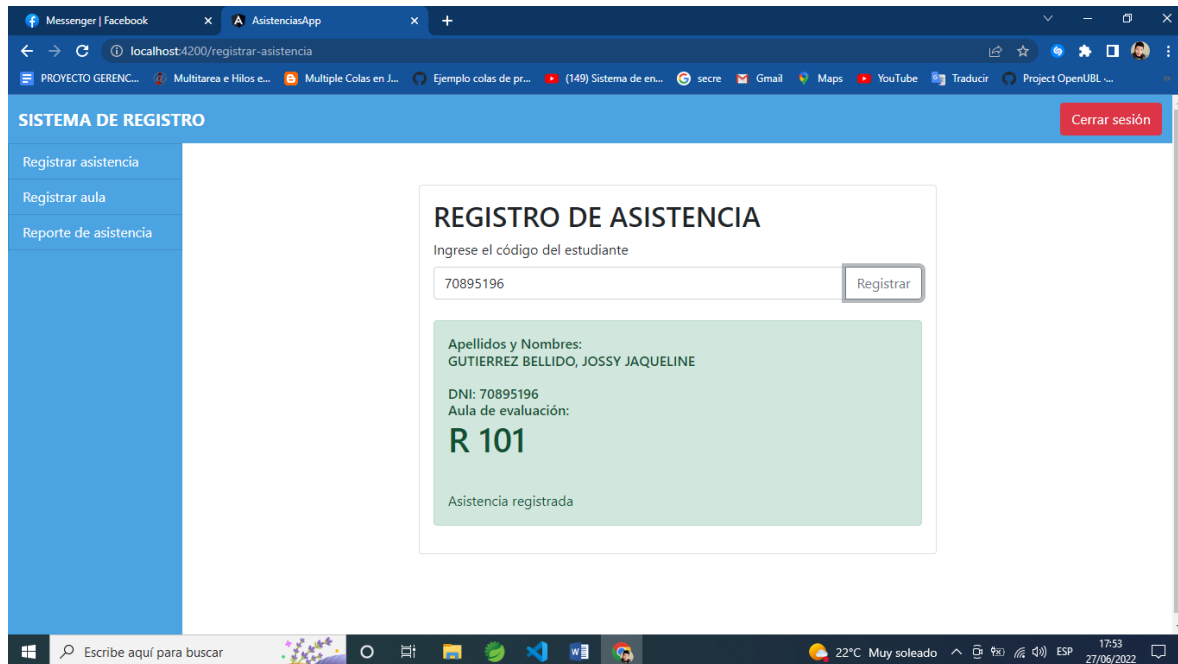 Messenger | Facebook
AsistenciasApp
localhost:4200/registrar-asistencia
PROYECTO GERENC...
Multitarea e Hilos e...
Multiple Colas en J...
Ejemplo colas de pr...
(149) Sistema de en...
secre
Gmail
Maps
YouTube
Traducir
Project OpenUBL -...
SISTEMA DE REGISTRO
Cerrar sesión
Registrar asistencia
Registrar aula
Reporte de asistencia
REGISTRO DE ASISTENCIA
Ingrese el código del estudiante
70895196
Registrar
Apellidos y Nombres:
GUTIERREZ BELLIDO, JOSSY JAQUELINE
DNI: 70895196
Aula de evaluación:
R 101
Asistencia registrada
Escribe aquí para buscar
22°C Muy soleado
ESP
17:53
27/06/2022